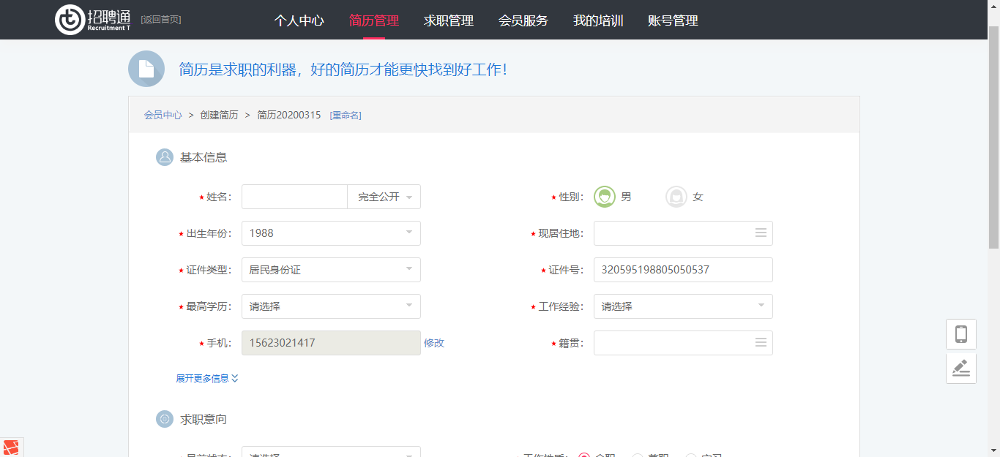 招聘通 [返回首页] 个人中心 简历管理 求职管理 会员服务 我的培训 账号管理
Recruitment T
简历是求职的利器，好的简历才能更快找到好工作！
会员中心 > 创建简历 > 简历20200315 [重命名]
基本信息
★ 姓名： 完全公开 ★ 性别： 男 女
★ 出生年份： 1988 ★ 现居住地：
★ 证件类型： 居民身份证 ★ 证件号： 320595198805050537
★ 最高学历： 请选择 ★ 工作经验： 请选择
★ 手机： 15623021417 修改 ★ 籍贯：
展开更多信息
求职意向
目前状态： 请选择 工作性质： 全职 兼职 实习